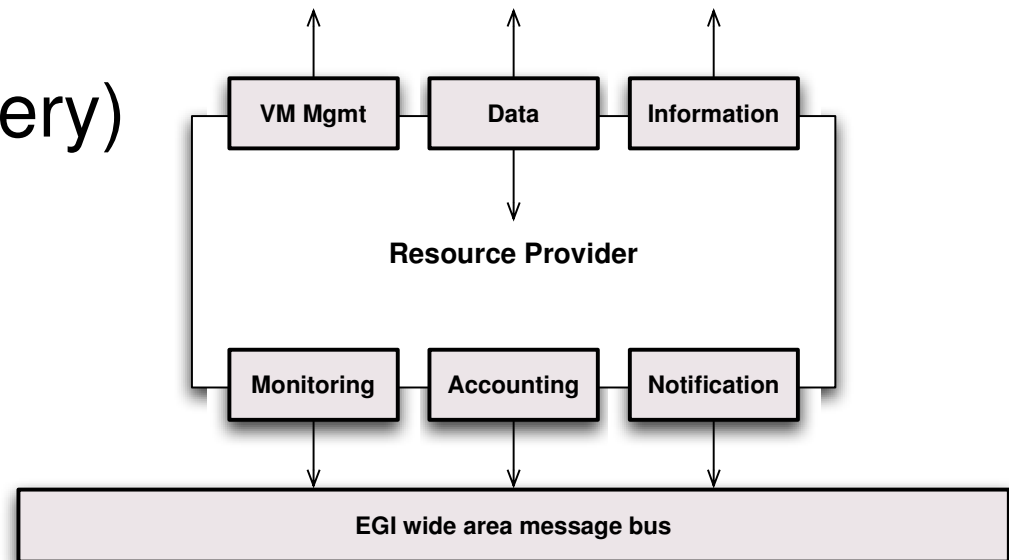 ery)
VM Mgmt
Data
Information
Resource Provider
Monitoring
Accounting
Notification
EGI wide area message bus